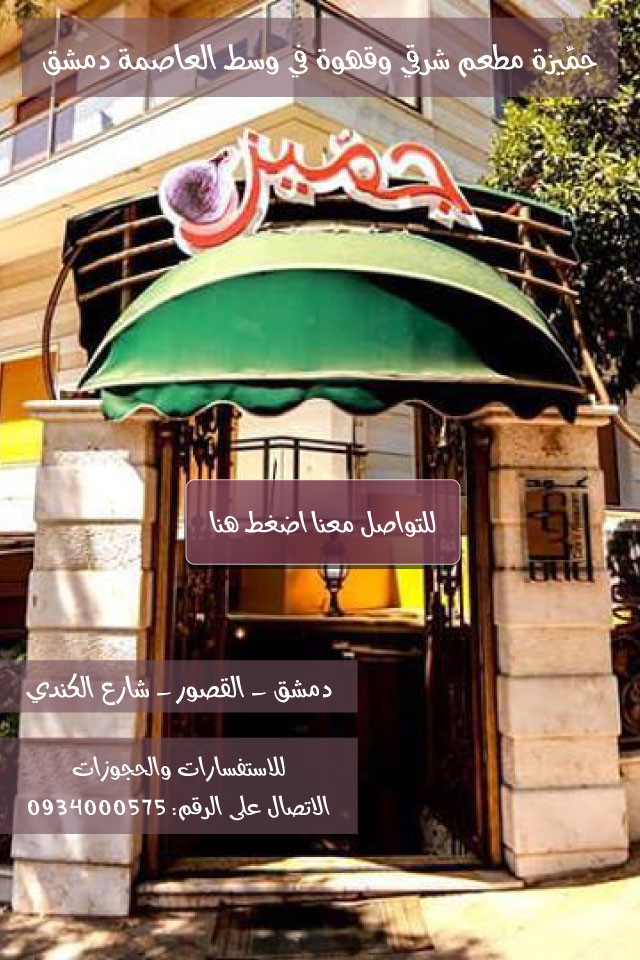 جمّيزة مطعم شرقي وقهوة في وسط العاصمة دمشق
جميز
للتواصل معنا اضغط هنا
دمشق - القصور - شارع الكندي
للاستفسارات والحجوزات
الاتصال على الرقم: 0934000575